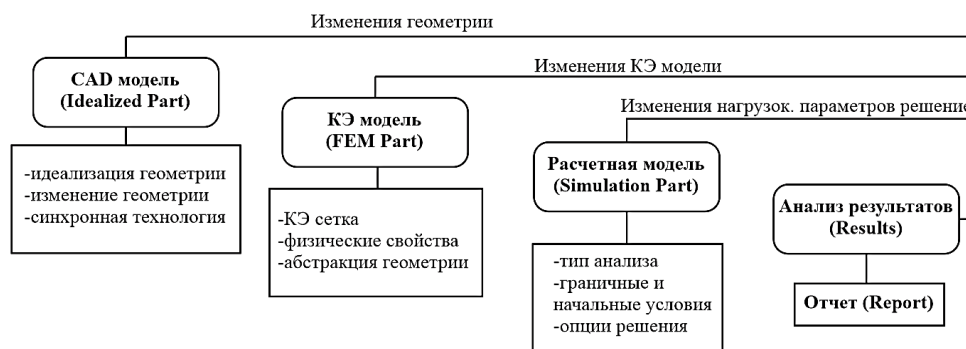 Изменения геометрии
CAD модель
(Idealized Part)
-идеализация геометрии
-изменение геометрии
-синхронная технология
Изменения КЭ модели
КЭ модель
(FEM Part)
-КЭ сетка
-физические свойства
-абстракция геометрии
Изменения нагрузок. параметров решение
Расчетная модель
(Simulation Part)
-тип анализа
-граничные и
начальные условия
-опции решения
Анализ результатов
(Results)
Отчет (Report)